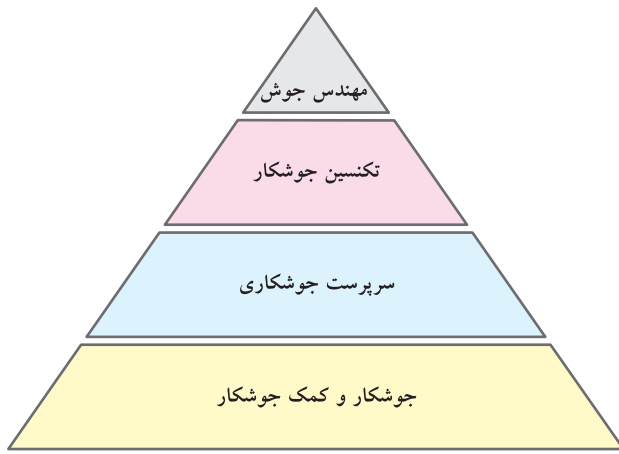 مهندس جوش
تکنسین جوشکار
سرپرست جوشکاری
جوشکار و کمک جوشکار